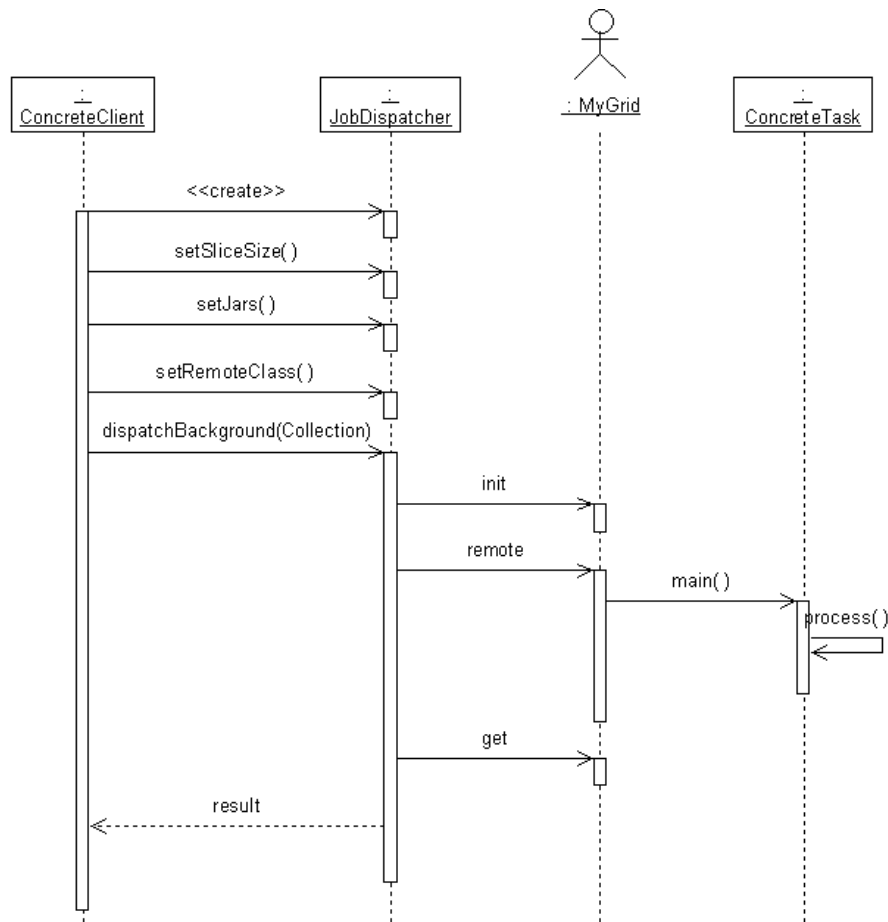 :
ConcreteClient
:
JobDispatcher
: MyGrid
:
ConcreteTask
<<create>>
setSliceSize( )
setJars( )
setRemoteClass( )
dispatchBackground(Collection)
init
remote
main( )
process( )
get
result